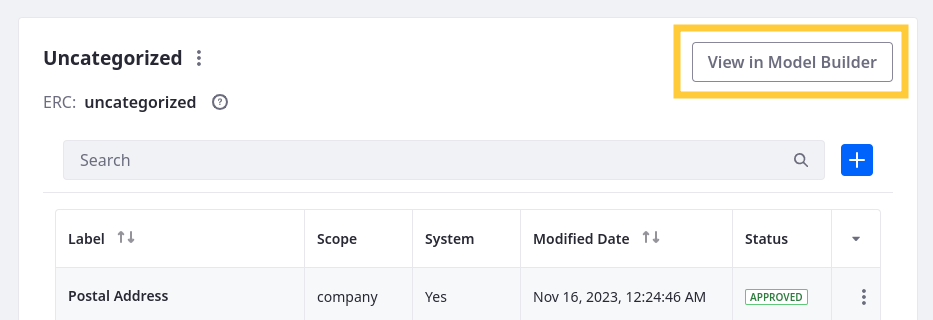 Uncategorized
View in Model Builder
ERC: uncategorized ?
Search
Label Scope System Modified Date Status
Postal Address company Yes Nov 16, 2023, 12:24:46 AM APPROVED